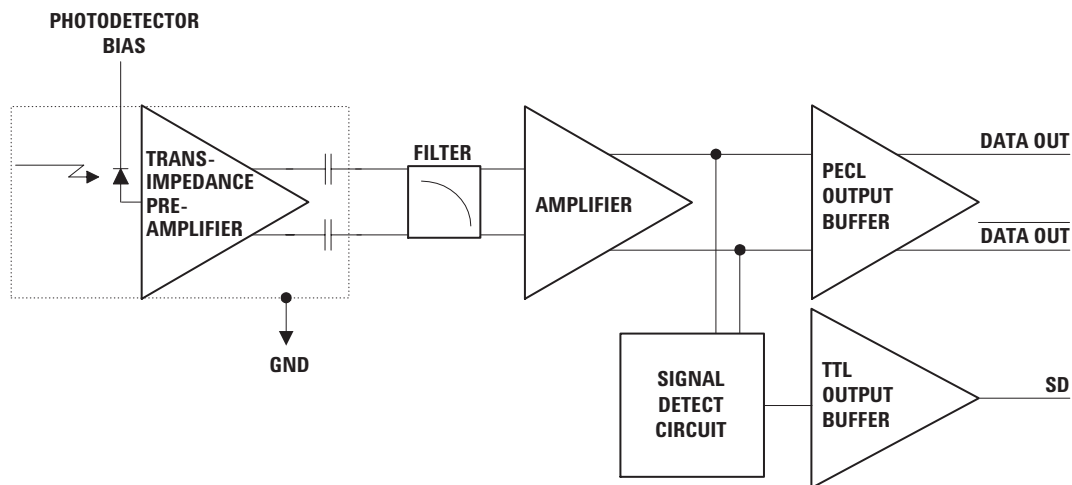 PHOTODETECTOR
BIAS
TRANS-
IMPEDANCE
PRE-
AMPLIFIER
FILTER
AMPLIFIER
PECL
OUTPUT
BUFFER
DATA OUT
DATA OUT
GND
SIGNAL
DETECT
CIRCUIT
TTL
OUTPUT
BUFFER
SD